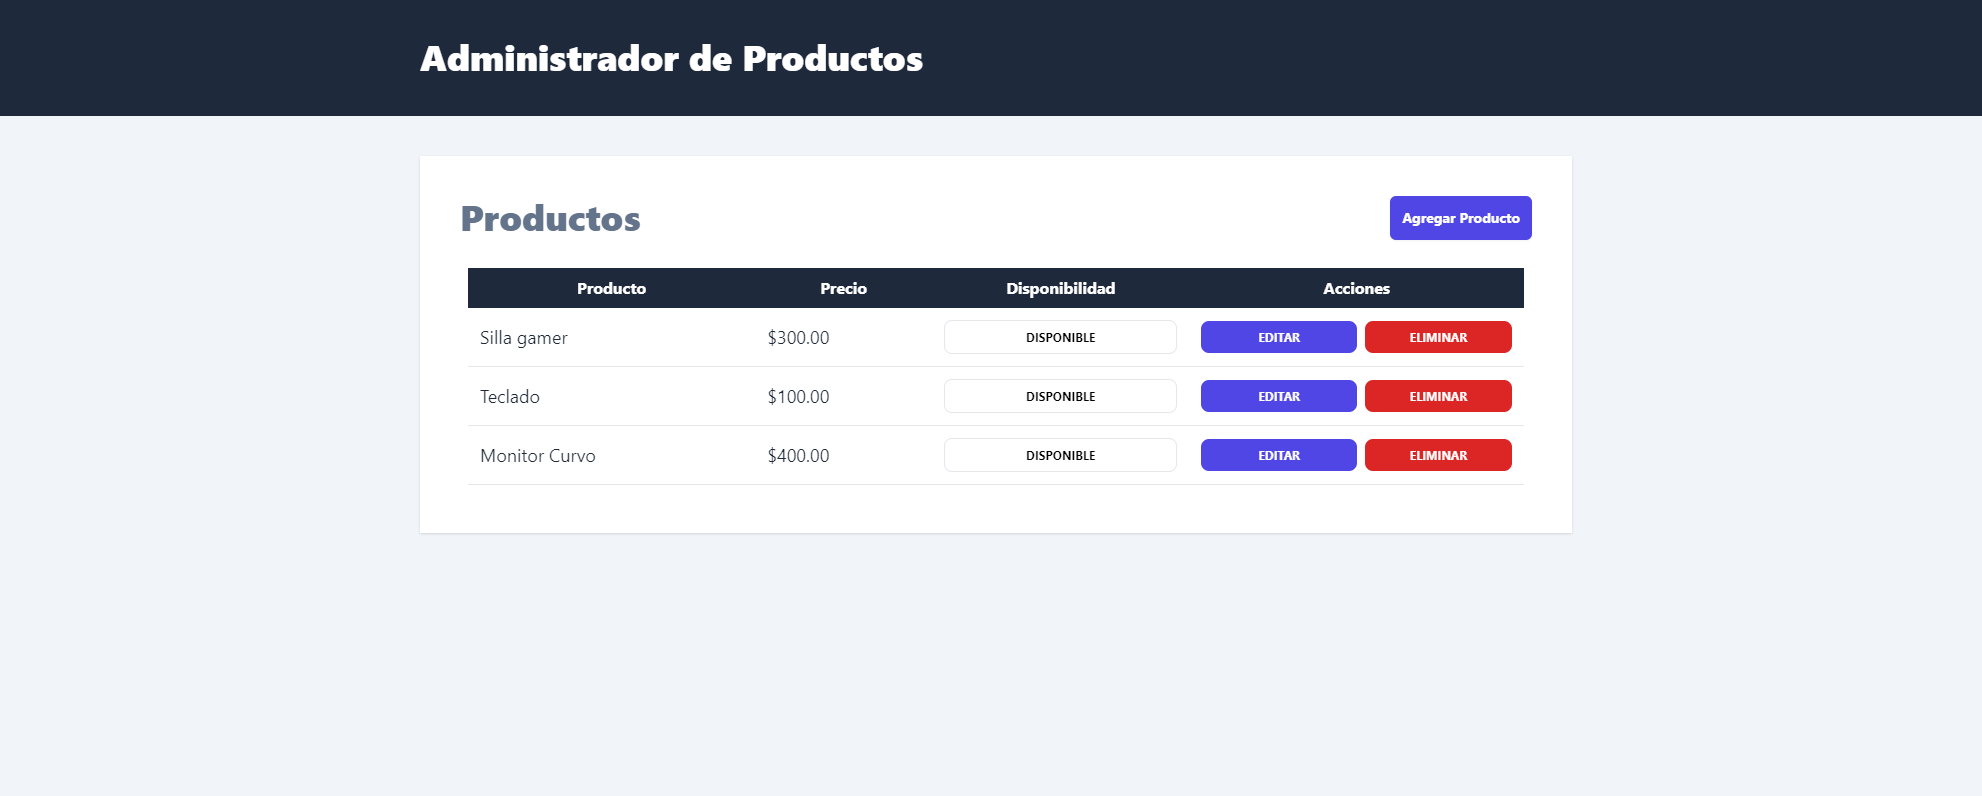 Administrador de Productos
Productos
Agregar Producto
Producto Precio Disponibilidad Acciones
Silla gamer $300.00 DISPONIBLE EDITAR ELIMINAR
Teclado $100.00 DISPONIBLE EDITAR ELIMINAR
Monitor Curvo $400.00 DISPONIBLE EDITAR ELIMINAR